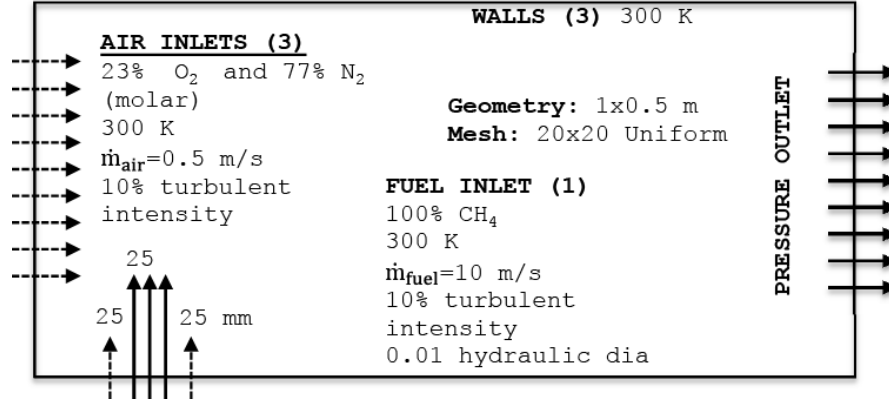 WALLS (3) 300 K
AIR INLETS (3)
23% O₂ and 77% N₂
(molar)
300 K
ṁair=0.5 m/s
10% turbulent
intensity
Geometry: 1x0.5 m
Mesh: 20x20 Uniform
FUEL INLET (1)
100% CH₄
300 K
ṁfuel=10 m/s
10% turbulent
intensity
0.01 hydraulic dia
25
25
25 mm
PRESSURE OUTLET